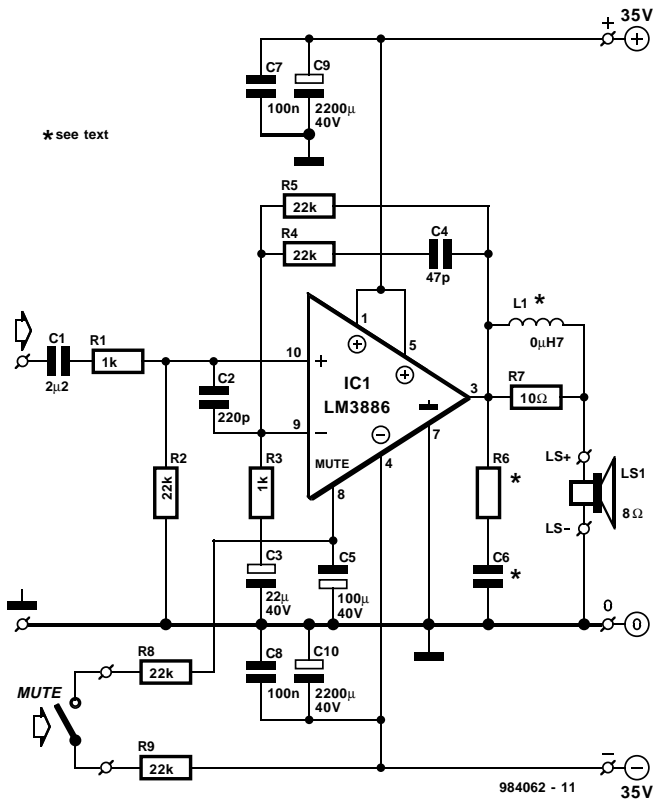 +
35V
+
C7
C9
100n
2200µ
40V
* see text
R5
22k
R4
22k
C4
47p
L1 *
0µH7
C1
2µ2
R1
1k
10
+
1
+
5
+
C2
220p
IC1
LM3886
3
R7
10Ω
9
−
−
7
4
MUTE
8
R2
22k
R3
1k
R6
*
LS+
LS1
8Ω
LS−
C3
22µ
40V
C5
100µ
40V
C6
*
0
0
R8
22k
C8
100n
C10
2200µ
40V
MUTE
R9
22k
−
−
984062 - 11
35V